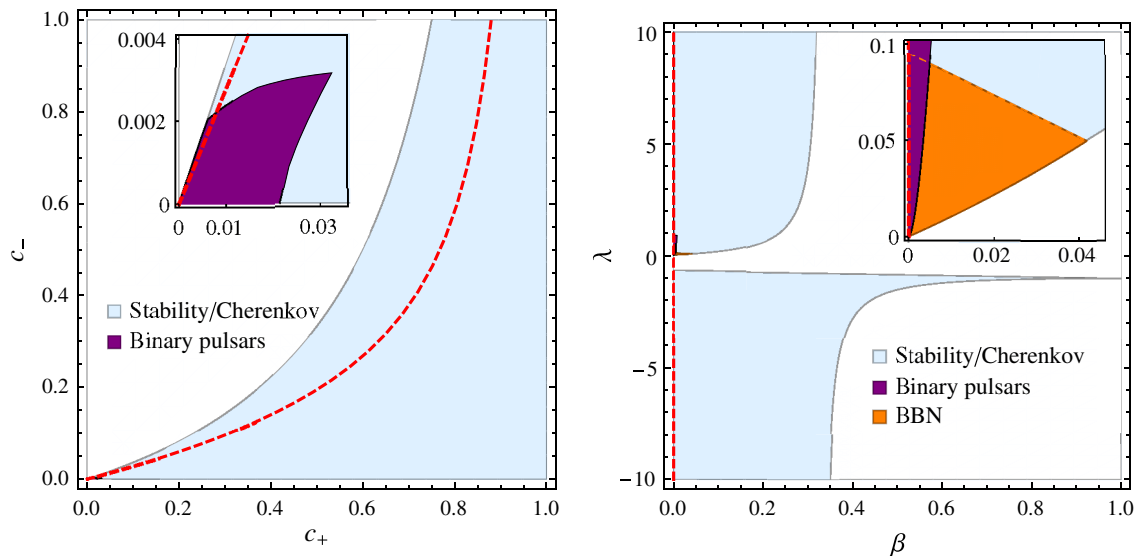 1.0
0.8
0.6
0.4
0.2
0.0
c₋
0.004
0.002
0
0 0.01 0.03
Stability/Cherenkov
Binary pulsars
0.0 0.2 0.4 0.6 0.8 1.0
c₊
10
5
0
−5
−10
λ
0.1
0.05
0
0 0.02 0.04
Stability/Cherenkov
Binary pulsars
BBN
0.0 0.2 0.4 0.6 0.8 1.0
β